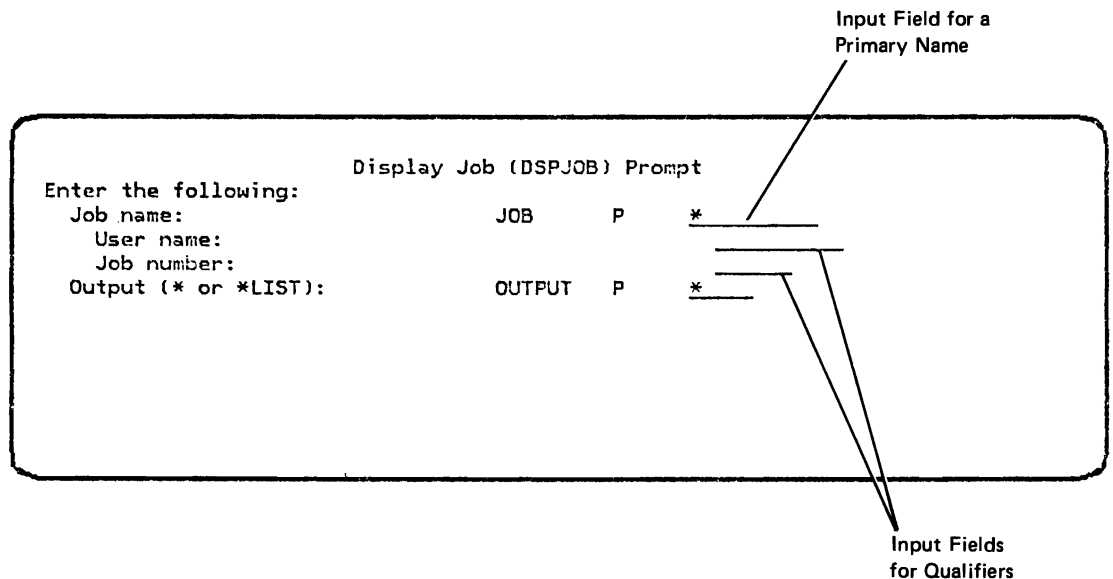 Input Field for a
Primary Name
Display Job (DSPJOB) Prompt
Enter the following:
Job name: JOB P *
User name:
Job number:
Output (* or *LIST): OUTPUT P *
Input Fields
for Qualifiers